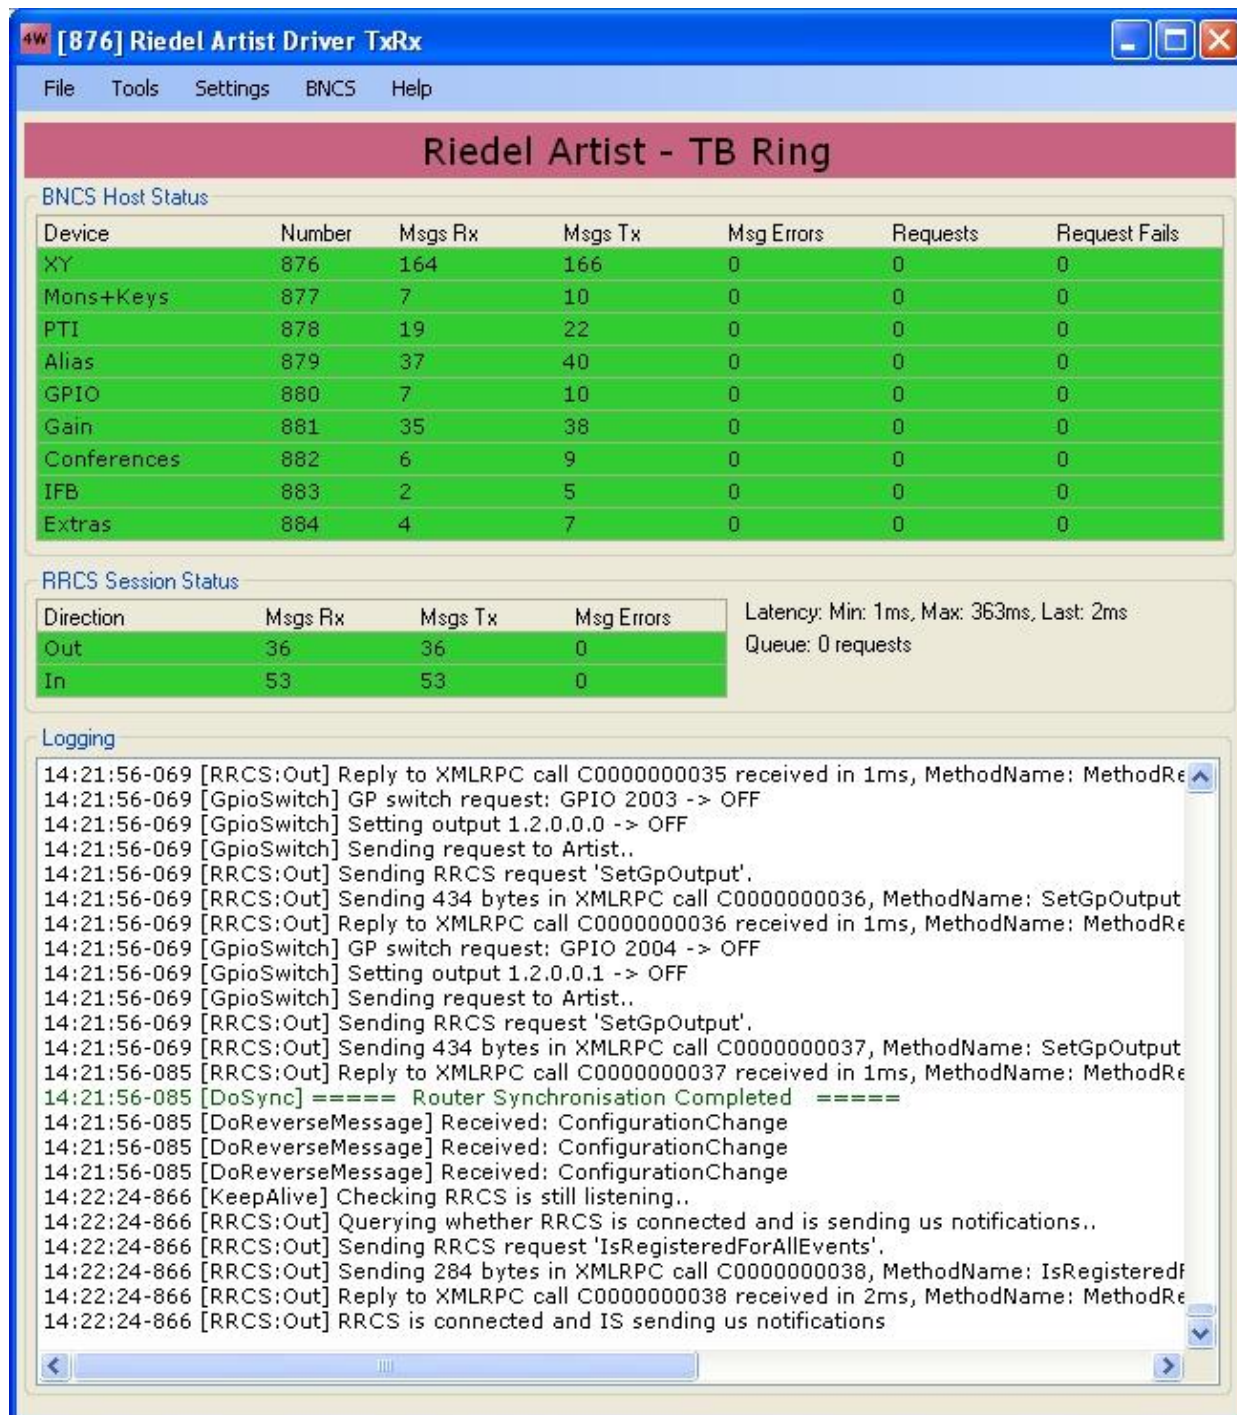 4W [876] Riedel Artist Driver TxRx
File Tools Settings BNCS Help
Riedel Artist - TB Ring
BNCS Host Status
Device Number Msgs Rx Msgs Tx Msg Errors Requests Request Fails
XY 876 164 166 0 0 0
Mons+Keys 877 7 10 0 0 0
PTI 878 19 22 0 0 0
Alias 879 37 40 0 0 0
GPIO 880 7 10 0 0 0
Gain 881 35 38 0 0 0
Conferences 882 6 9 0 0 0
IFB 883 2 5 0 0 0
Extras 884 4 7 0 0 0
RRCS Session Status
Direction Msgs Rx Msgs Tx Msg Errors
Out 36 36 0
In 53 53 0
Latency: Min: 1ms, Max: 363ms, Last: 2ms
Queue: 0 requests
Logging
14:21:56-069 [RRCS:Out] Reply to XMLRPC call C0000000035 received in 1ms, MethodName: MethodRe
14:21:56-069 [GpioSwitch] GP switch request: GPIO 2003 -> OFF
14:21:56-069 [GpioSwitch] Setting output 1.2.0.0.0 -> OFF
14:21:56-069 [GpioSwitch] Sending request to Artist..
14:21:56-069 [RRCS:Out] Sending RRCS request 'SetGpOutput'.
14:21:56-069 [RRCS:Out] Sending 434 bytes in XMLRPC call C0000000036, MethodName: SetGpOutput
14:21:56-069 [RRCS:Out] Reply to XMLRPC call C0000000036 received in 1ms, MethodName: MethodRe
14:21:56-069 [GpioSwitch] GP switch request: GPIO 2004 -> OFF
14:21:56-069 [GpioSwitch] Setting output 1.2.0.0.1 -> OFF
14:21:56-069 [GpioSwitch] Sending request to Artist..
14:21:56-069 [RRCS:Out] Sending RRCS request 'SetGpOutput'.
14:21:56-069 [RRCS:Out] Sending 434 bytes in XMLRPC call C0000000037, MethodName: SetGpOutput
14:21:56-085 [RRCS:Out] Reply to XMLRPC call C0000000037 received in 1ms, MethodName: MethodRe
14:21:56-085 [DoSync] ===== Router Synchronisation Completed =====
14:21:56-085 [DoReverseMessage] Received: ConfigurationChange
14:21:56-085 [DoReverseMessage] Received: ConfigurationChange
14:21:56-085 [DoReverseMessage] Received: ConfigurationChange
14:22:24-866 [KeepAlive] Checking RRCS is still listening..
14:22:24-866 [RRCS:Out] Querying whether RRCS is connected and is sending us notifications..
14:22:24-866 [RRCS:Out] Sending RRCS request 'IsRegisteredForAllEvents'.
14:22:24-866 [RRCS:Out] Sending 284 bytes in XMLRPC call C0000000038, MethodName: IsRegisteredF
14:22:24-866 [RRCS:Out] Reply to XMLRPC call C0000000038 received in 2ms, MethodName: MethodRe
14:22:24-866 [RRCS:Out] RRCS is connected and IS sending us notifications